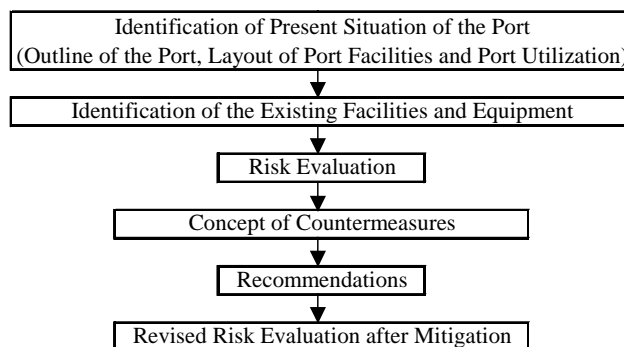 Identification of Present Situation of the Port
(Outline of the Port, Layout of Port Facilities and Port Utilization)
Identification of the Existing Facilities and Equipment
Risk Evaluation
Concept of Countermeasures
Recommendations
Revised Risk Evaluation after Mitigation